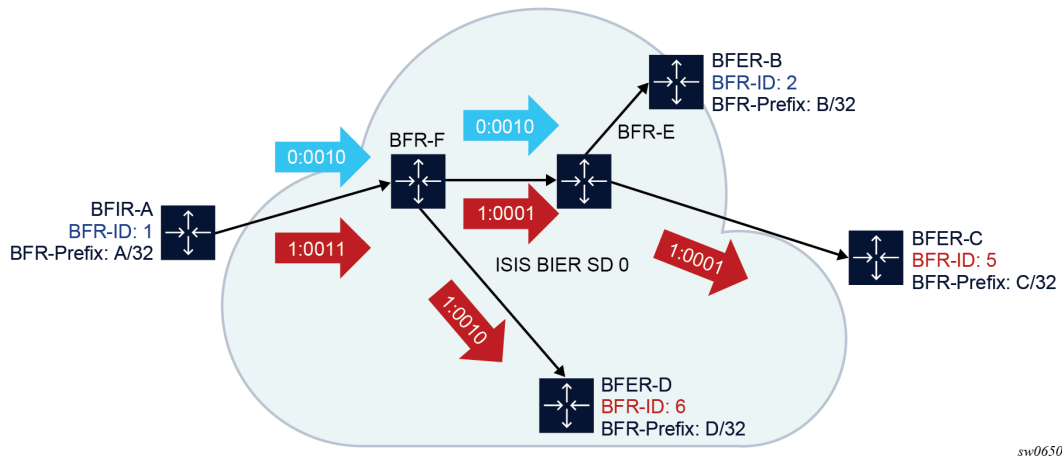 BFER-B
BFR-ID: 2
BFR-Prefix: B/32
0:0010
BFR-E
BFR-F
0:0010
BFIR-A
BFR-ID: 1
BFR-Prefix: A/32
1:0011
1:0001
ISIS BIER SD 0
1:0001
BFER-C
BFR-ID: 5
BFR-Prefix: C/32
1:0010
BFER-D
BFR-ID: 6
BFR-Prefix: D/32
sw0650